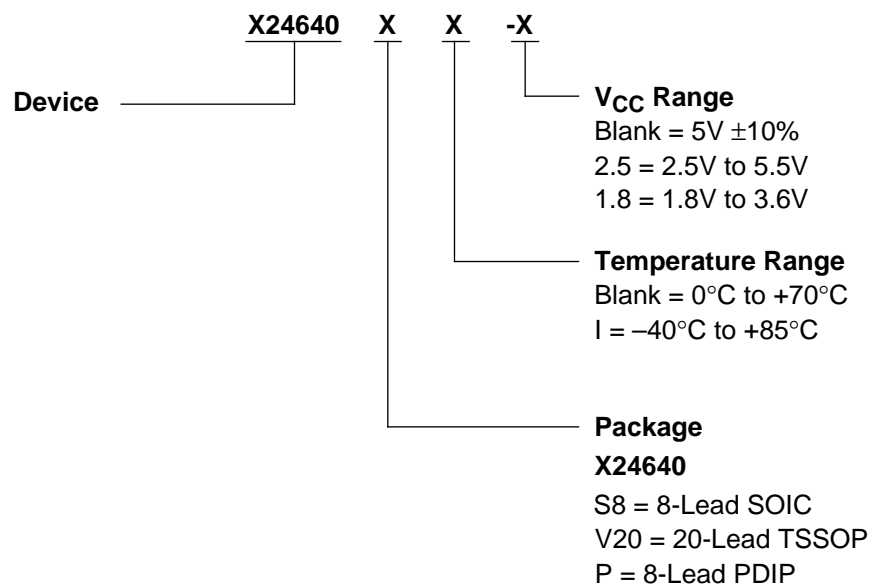 X24640 X X -X
Device
VCC Range
Blank = 5V ±10%
2.5 = 2.5V to 5.5V
1.8 = 1.8V to 3.6V
Temperature Range
Blank = 0°C to +70°C
I = –40°C to +85°C
Package
X24640
S8 = 8-Lead SOIC
V20 = 20-Lead TSSOP
P = 8-Lead PDIP